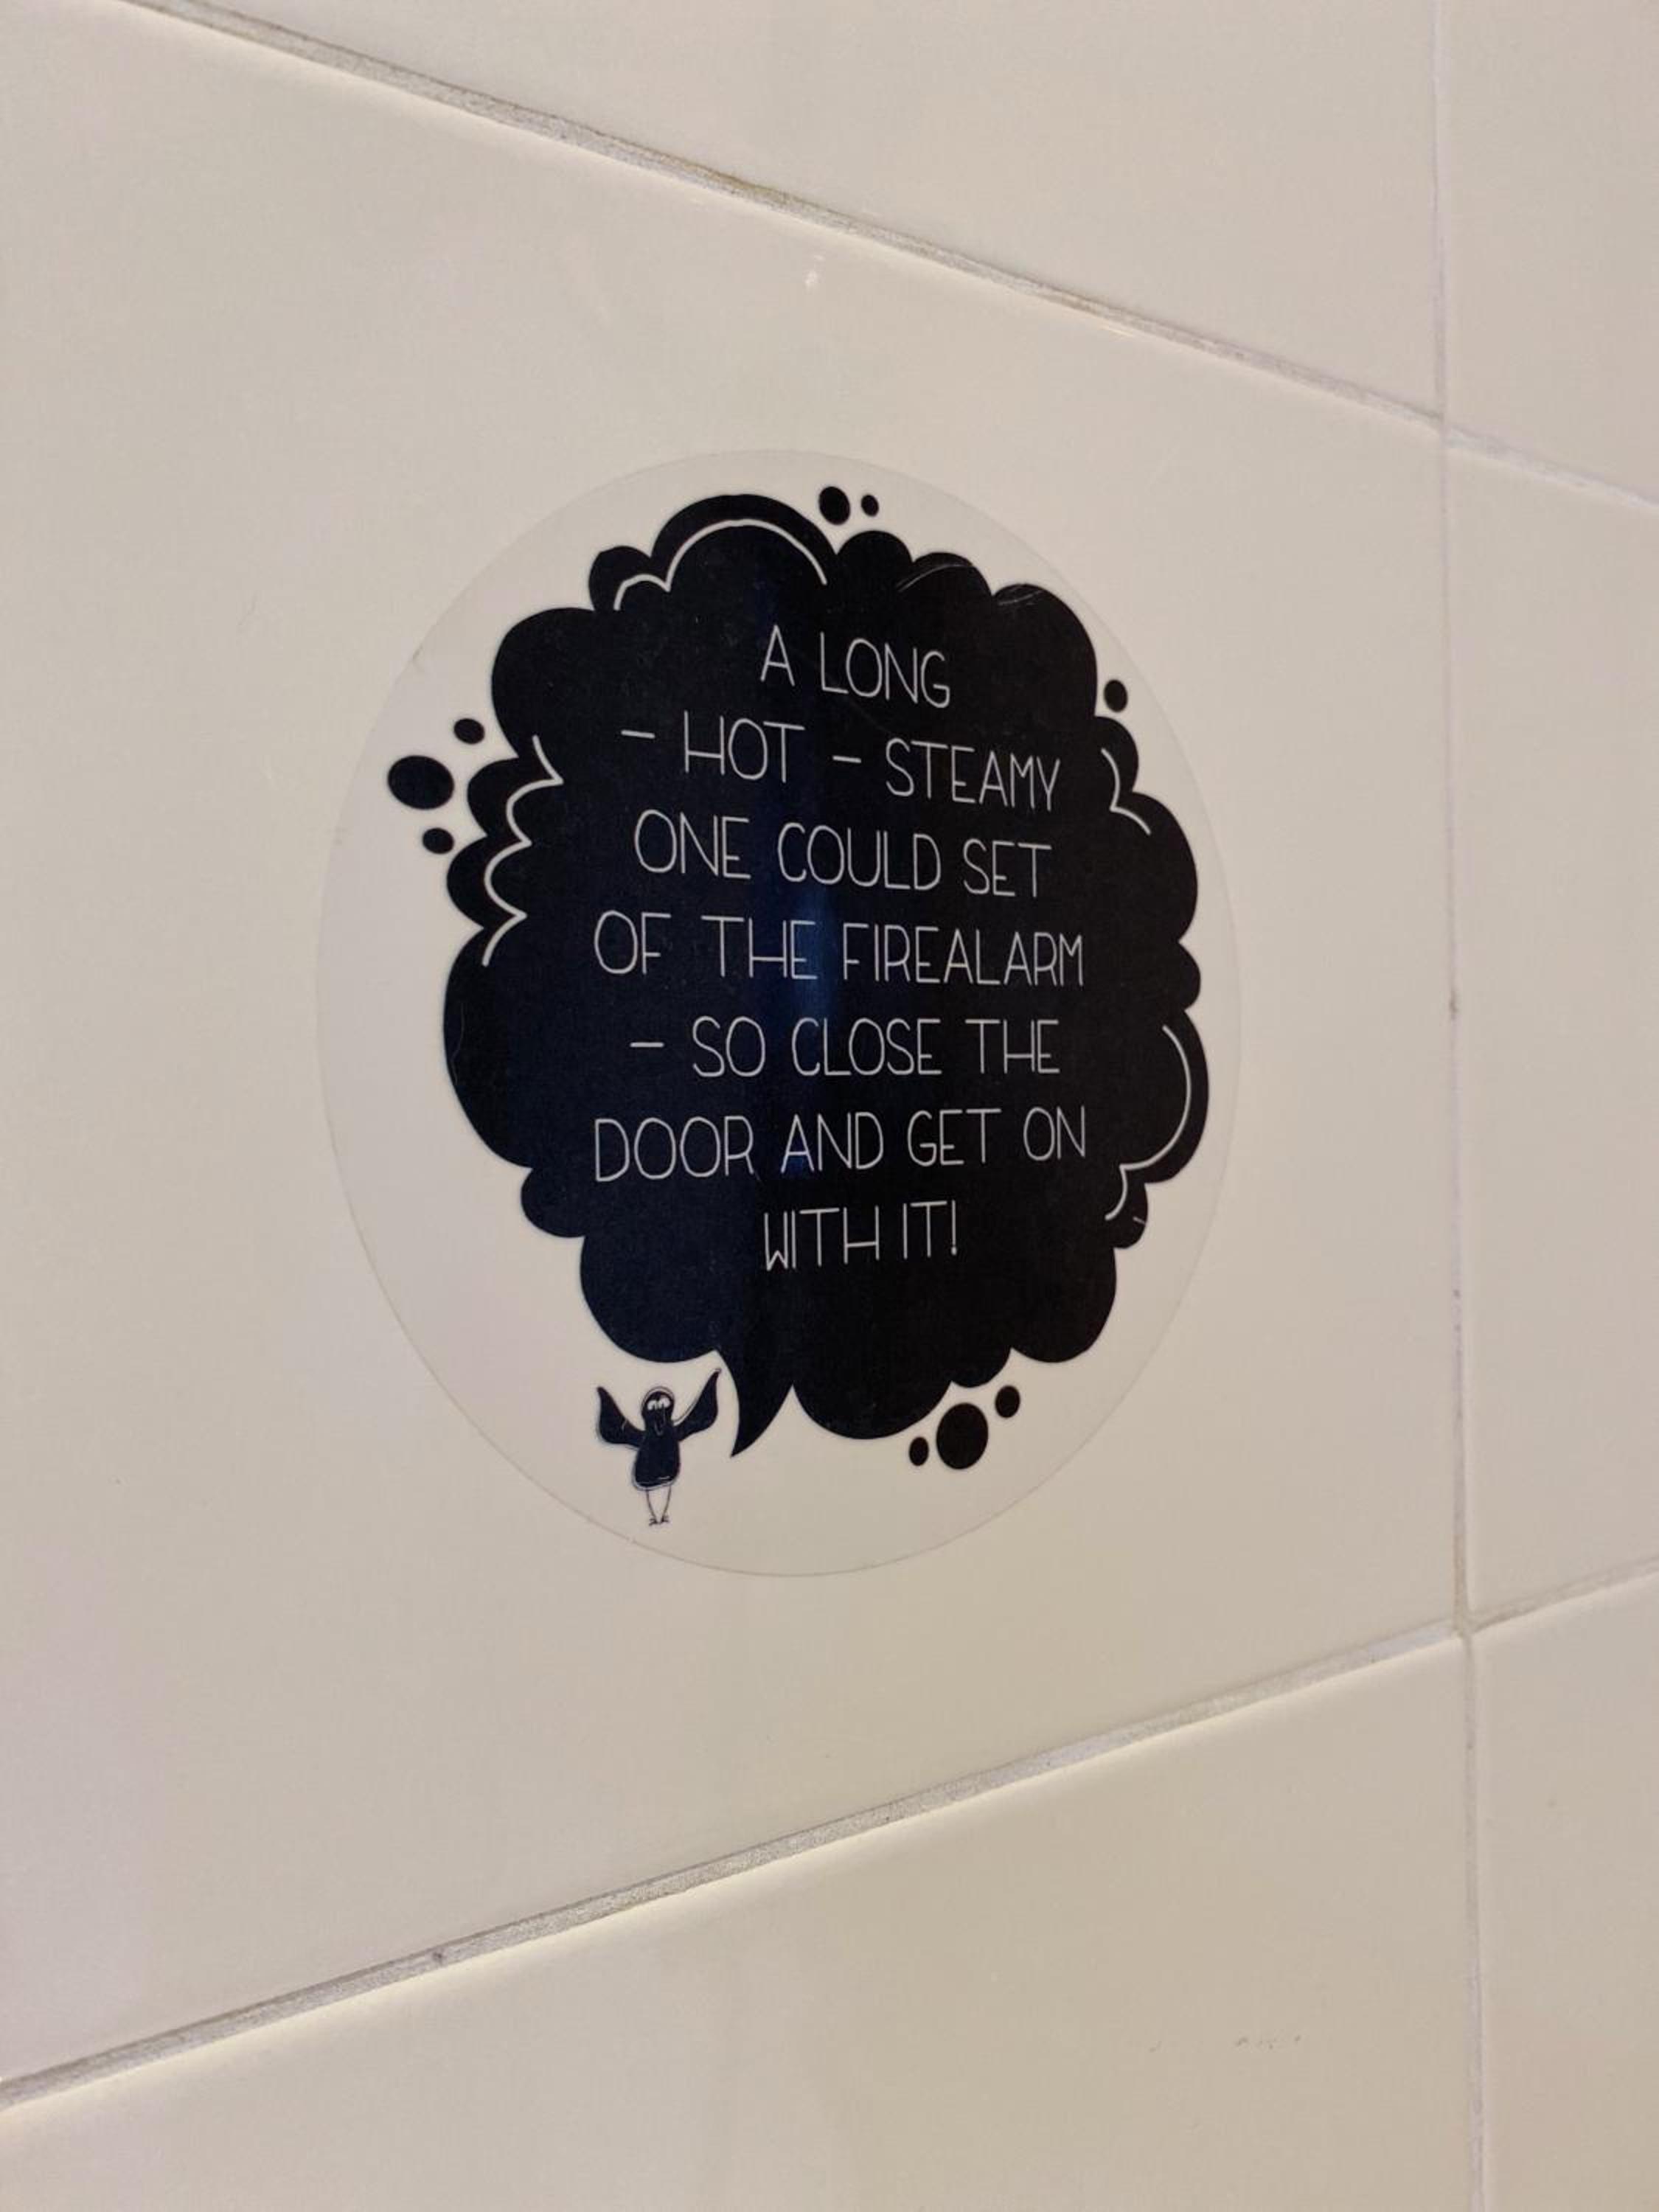 A LONG
- HOT - STEAMY
ONE COULD SET
OF THE FIREALARM
- SO CLOSE THE
DOOR AND GET ON
WITH IT!